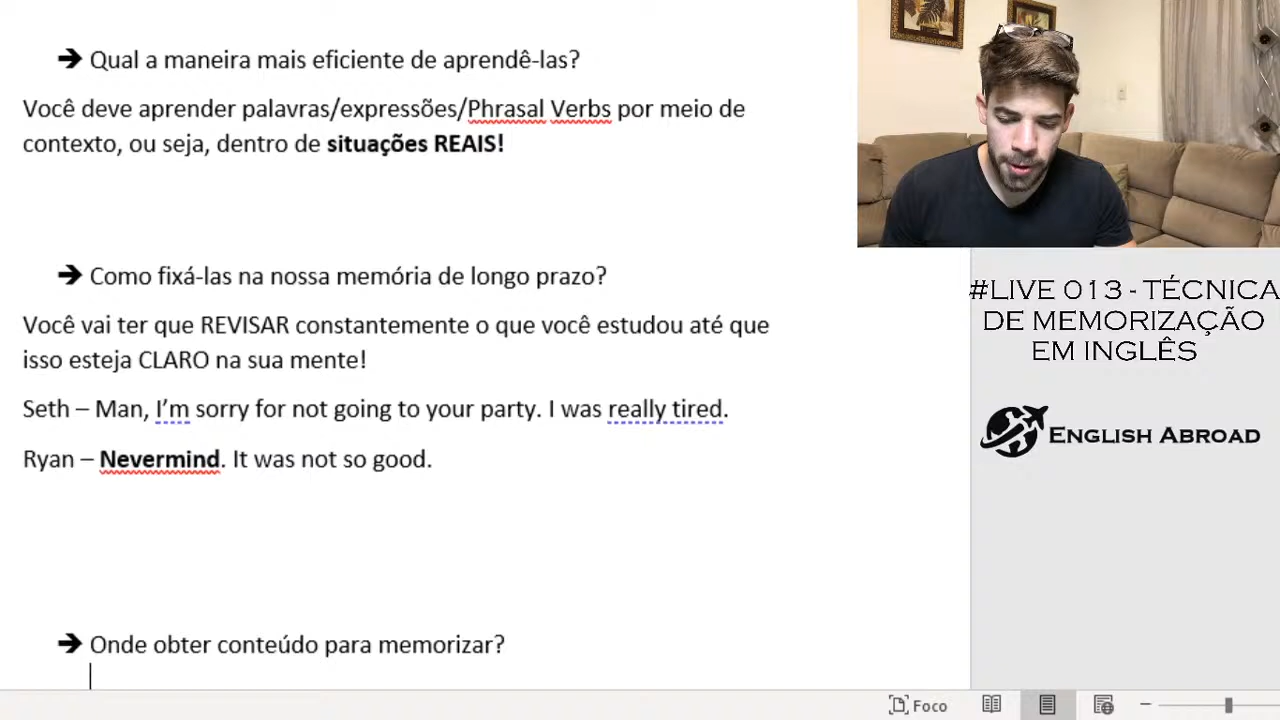 ➔ Qual a maneira mais eficiente de aprendê-las?
Você deve aprender palavras/expressões/Phrasal Verbs por meio de
contexto, ou seja, dentro de situações REAIS!
➔ Como fixá-las na nossa memória de longo prazo?
Você vai ter que REVISAR constantemente o que você estudou até que
isso esteja CLARO na sua mente!
Seth – Man, I’m sorry for not going to your party. I was really tired.
Ryan – Nevermind. It was not so good.
➔ Onde obter conteúdo para memorizar?
#LIVE 013 - TÉCNICA
DE MEMORIZAÇÃO
EM INGLÊS
ENGLISH ABROAD
Foco